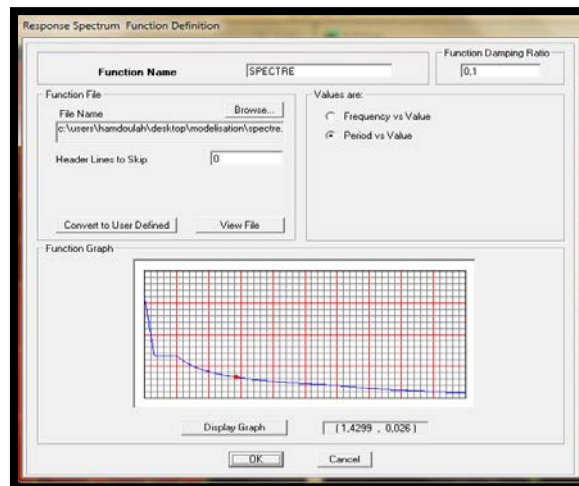 Response Spectrum Function Definition
Function Damping Ratio
Function Name
SPECTRE
0,1
Function File
Values are:
File Name
Browse...
c:\users\hamdoulah\desktop\modelisation\spectre.
Frequency vs Value
Period vs Value
Header Lines to Skip
0
Convert to User Defined
View File
Function Graph
Display Graph
(1,4299 , 0,026)
OK
Cancel